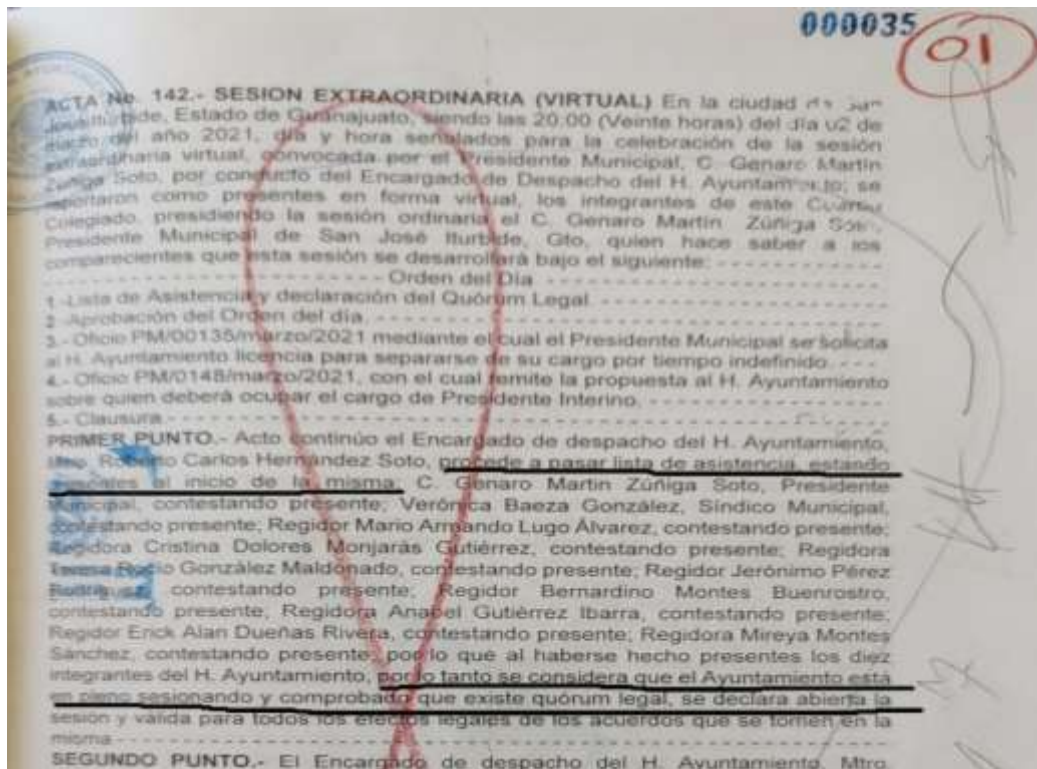 000035
01
ACTA No. 142.- SESION EXTRAORDINARIA (VIRTUAL) En la ciudad de San
José Iturbide, Estado de Guanajuato, siendo las 20.00 (Veinte horas) del día 02 de
marzo del año 2021, día y hora señalados para la celebración de la sesión
extraordinaria virtual, convocada por el Presidente Municipal, C. Genaro Martín
Zúñiga Soto, por conducto del Encargado de Despacho del H. Ayuntamiento; se
reportaron como presentes en forma virtual, los integrantes de este Cuerpo
Colegiado, presidiendo la sesión ordinaria el C. Genaro Martin Zúñiga Soto,
Presidente Municipal de San José Iturbide, Gto, quien hace saber a los
comparecientes que esta sesión se desarrollará bajo el siguiente: - - - - - - - - - -
- - - - - - - - - - - - - - - - - - - - Orden del Día - - - - - - - - - - - - - - - - - - - -
1.-Lista de Asistencia y declaración del Quórum Legal. - - - - - - - - - - - - - - - -
2.-Aprobación del Orden del día. - - - - - - - - - - - - - - - - - - - - - - - - - - - - -
3.- Oficio PM/00135/marzo/2021 mediante el cual el Presidente Municipal se solicita
al H. Ayuntamiento licencia para separarse de su cargo por tiempo indefinido. - - - -
4.- Oficio PM/0148/marzo/2021, con el cual remite la propuesta al H. Ayuntamiento
sobre quien deberá ocupar el cargo de Presidente Interino. - - - - - - - - - - - - - -
5.- Clausura - - - - - - - - - - - - - - - - - - - - - - - - - - - - - - - - - - - -
PRIMER PUNTO.- Acto continúo el Encargado de despacho del H. Ayuntamiento,
Mtro. Roberto Carlos Hernández Soto, procede a pasar lista de asistencia, estando
presentes al inicio de la misma; C. Genaro Martin Zúñiga Soto, Presidente
Municipal, contestando presente; Verónica Baeza González, Síndico Municipal,
contestando presente; Regidor Mario Armando Lugo Álvarez, contestando presente;
Regidora Cristina Dolores Monjarás Gutiérrez, contestando presente; Regidora
Teresa Rocio González Maldonado, contestando presente; Regidor Jerónimo Pérez
Rodríguez, contestando presente; Regidor Bernardino Montes Buenrostro,
contestando presente; Regidora Anabel Gutiérrez Ibarra, contestando presente;
Regidor Erick Alan Dueñas Rivera, contestando presente; Regidora Mireya Montes
Sánchez, contestando presente; por lo que al haberse hecho presentes los diez
integrantes del H. Ayuntamiento, por lo tanto se considera que el Ayuntamiento está
en pleno sesionando y comprobado que existe quórum legal, se declara abierta la
sesión y valida para todos los efectos legales de los acuerdos que se tomen en la
misma - - - - - - - - - - - - - - - - - - - - - - - - - - - - - - - - - - - - - - - -
SEGUNDO PUNTO.- El Encargado de despacho del H. Ayuntamiento, Mtro.